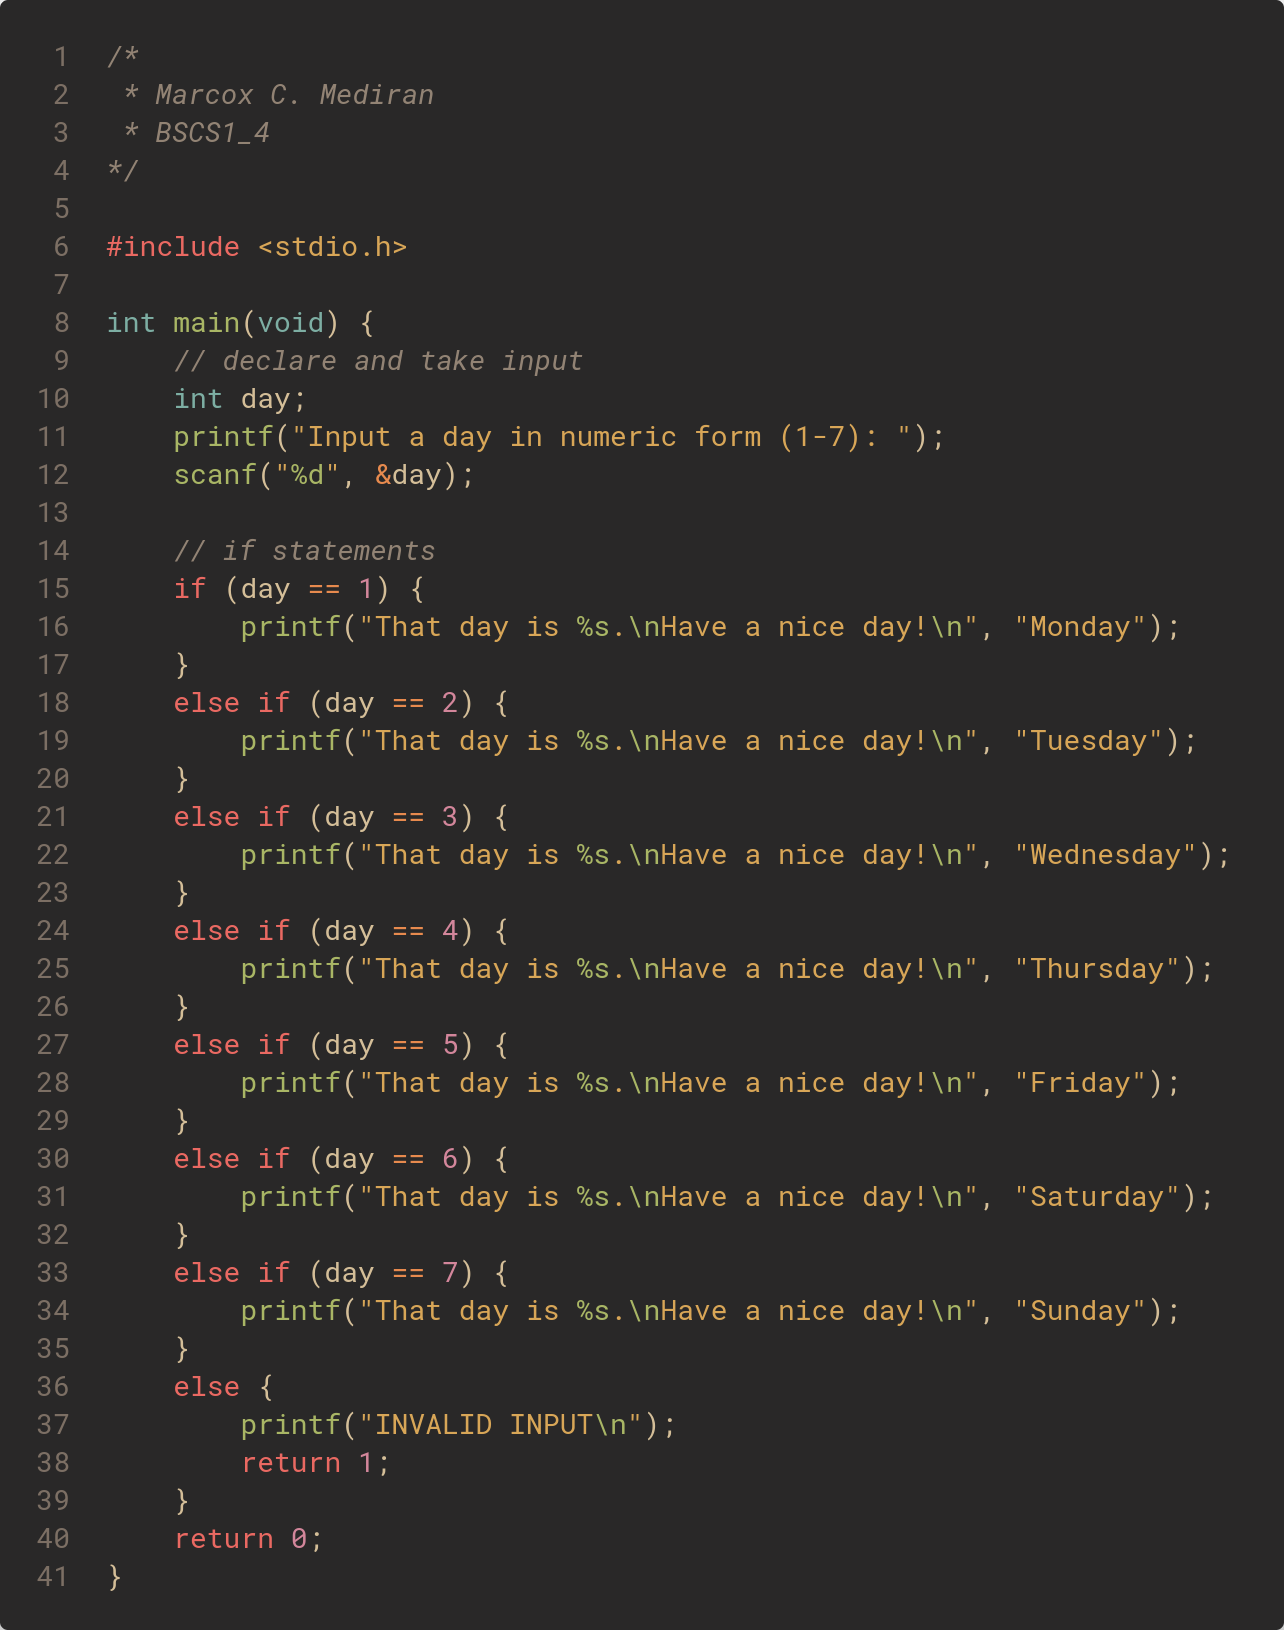 1 /*
2  * Marcox C. Mediran
3  * BSCS1_4
4 */
5
6 #include <stdio.h>
7
8 int main(void) {
9     // declare and take input
10     int day;
11     printf("Input a day in numeric form (1-7): ");
12     scanf("%d", &day);
13
14     // if statements
15     if (day == 1) {
16         printf("That day is %s.\nHave a nice day!\n", "Monday");
17     }
18     else if (day == 2) {
19         printf("That day is %s.\nHave a nice day!\n", "Tuesday");
20     }
21     else if (day == 3) {
22         printf("That day is %s.\nHave a nice day!\n", "Wednesday");
23     }
24     else if (day == 4) {
25         printf("That day is %s.\nHave a nice day!\n", "Thursday");
26     }
27     else if (day == 5) {
28         printf("That day is %s.\nHave a nice day!\n", "Friday");
29     }
30     else if (day == 6) {
31         printf("That day is %s.\nHave a nice day!\n", "Saturday");
32     }
33     else if (day == 7) {
34         printf("That day is %s.\nHave a nice day!\n", "Sunday");
35     }
36     else {
37         printf("INVALID INPUT\n");
38         return 1;
39     }
40     return 0;
41 }